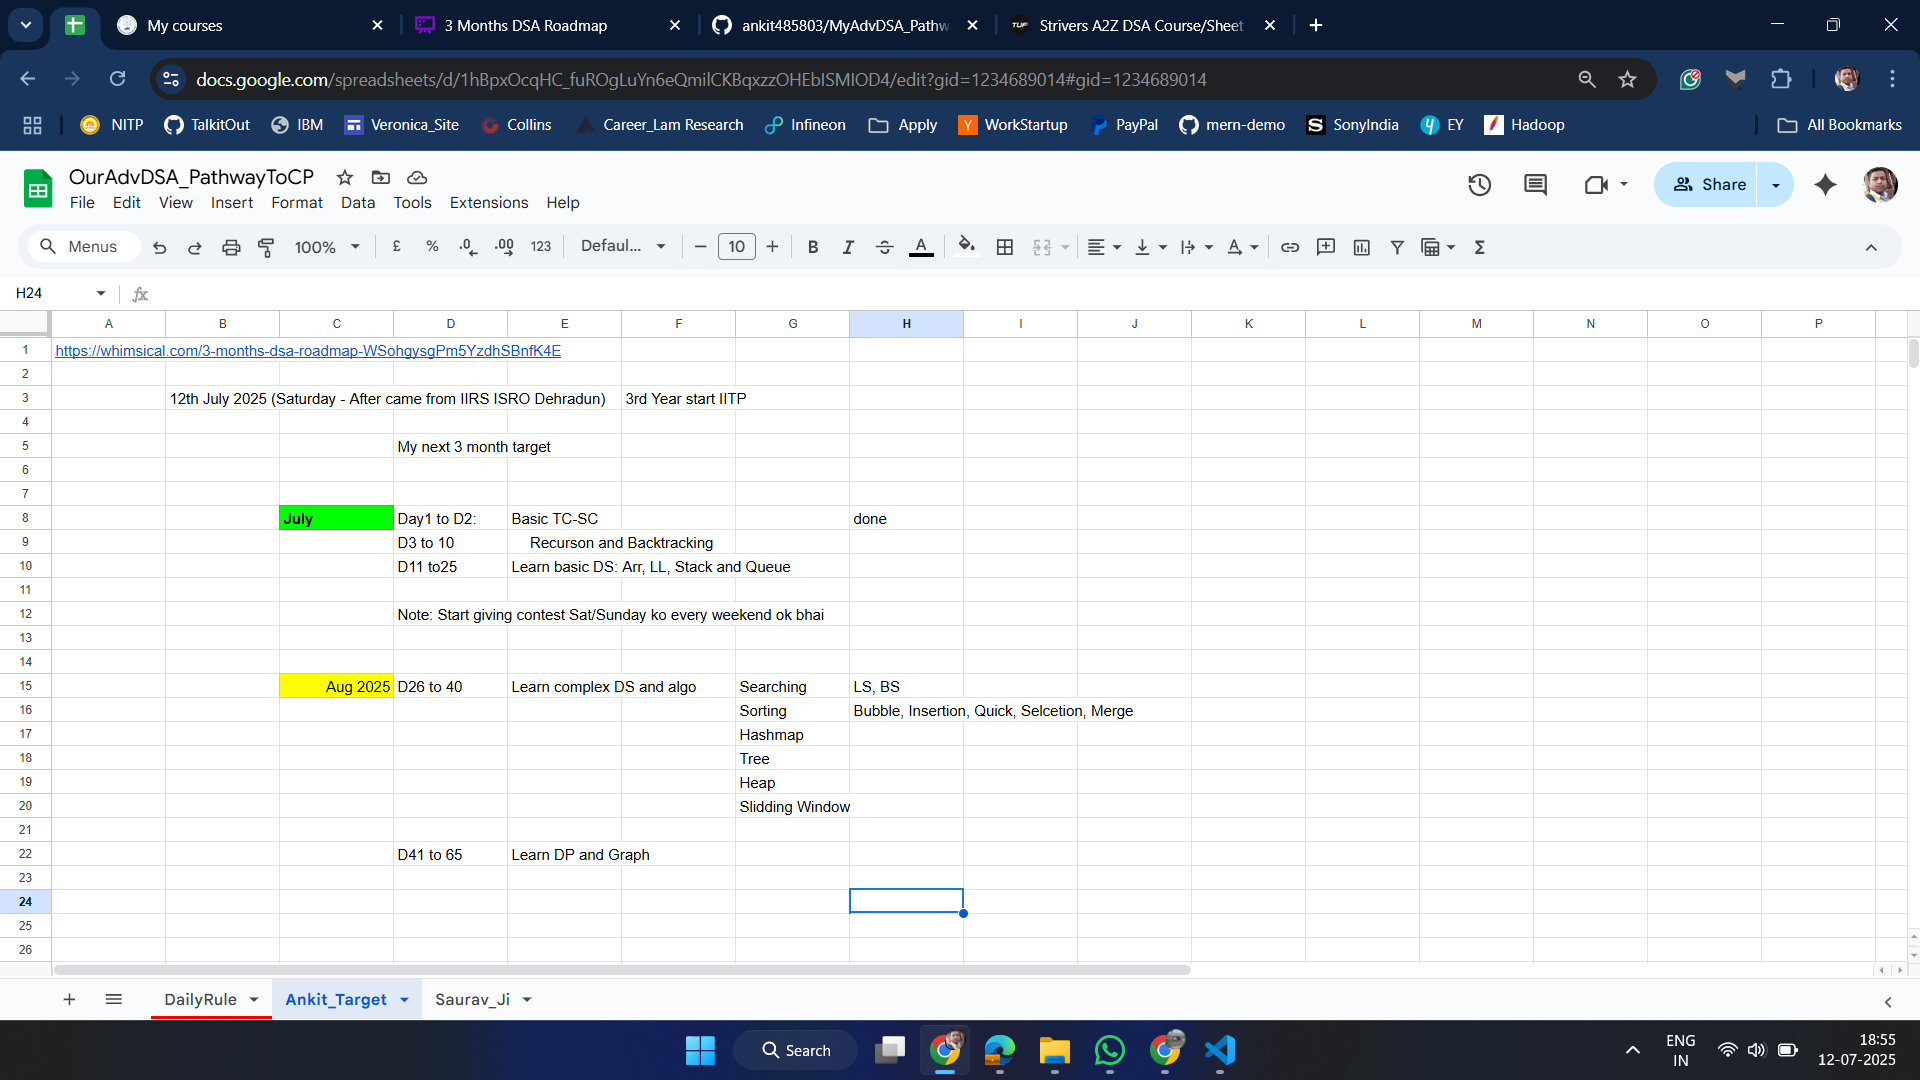 My courses
3 Months DSA Roadmap
ankit485803/MyAdvDSA_Pathw
Strivers A2Z DSA Course/Sheet
docs.google.com/spreadsheets/d/1hBpxOcqHC_fuROgLuYn6eQmilCKBqxzzOHEbISMIOD4/edit?gid=1234689014#gid=1234689014
NITP TalkitOut IBM Veronica_Site Collins Career_Lam Research Infineon Apply WorkStartup PayPal mern-demo SonyIndia EY Hadoop All Bookmarks
OurAdvDSA_PathwayToCP
File Edit View Insert Format Data Tools Extensions Help
Share
Menus 100% £ % .0 .00 123 Defaul... 10 B I S A
H24 fx
A B C D E F G H I J K L M N O P
1 https://whimsical.com/3-months-dsa-roadmap-WSohgysgPm5YzdhSBnfK4E
2
3 12th July 2025 (Saturday - After came from IIRS ISRO Dehradun) 3rd Year start IITP
4
5 My next 3 month target
6
7
8 July Day1 to D2: Basic TC-SC done
9 D3 to 10 Recurson and Backtracking
10 D11 to25 Learn basic DS: Arr, LL, Stack and Queue
11
12 Note: Start giving contest Sat/Sunday ko every weekend ok bhai
13
14
15 Aug 2025 D26 to 40 Learn complex DS and algo Searching LS, BS
16 Sorting Bubble, Insertion, Quick, Selcetion, Merge
17 Hashmap
18 Tree
19 Heap
20 Slidding Window
21
22 D41 to 65 Learn DP and Graph
23
24
25
26
DailyRule Ankit_Target Saurav_Ji
Search
ENG
IN
18:55
12-07-2025